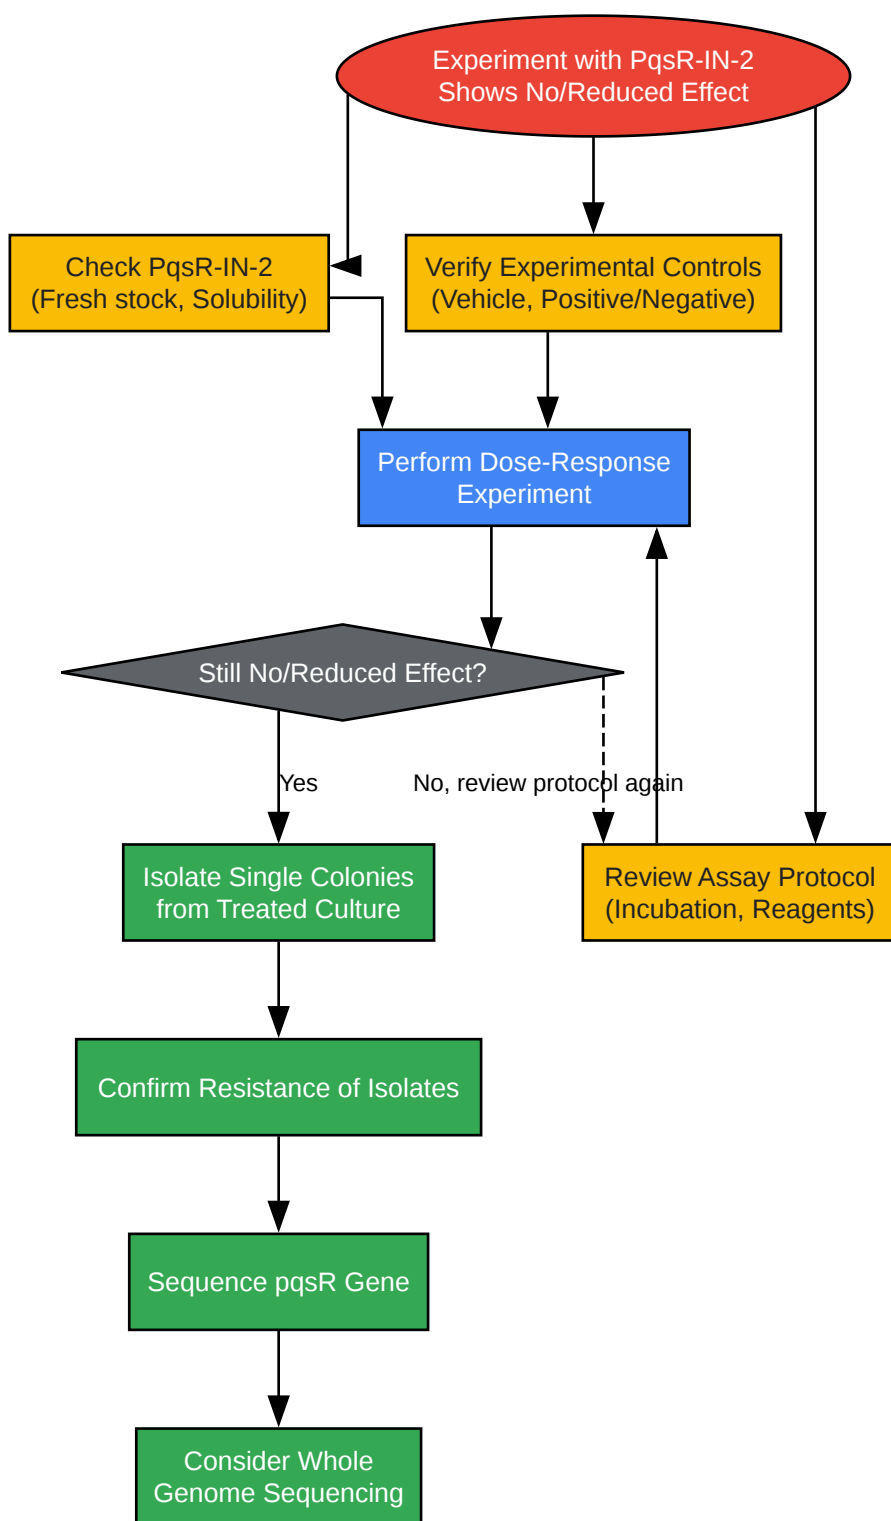 Experiment with PqsR-IN-2
Shows No/Reduced Effect
Check PqsR-IN-2
(Fresh stock, Solubility)
Verify Experimental Controls
(Vehicle, Positive/Negative)
Perform Dose-Response
Experiment
Still No/Reduced Effect?
Yes
No, review protocol again
Isolate Single Colonies
from Treated Culture
Review Assay Protocol
(Incubation, Reagents)
Confirm Resistance of Isolates
Sequence pqsR Gene
Consider Whole
Genome Sequencing